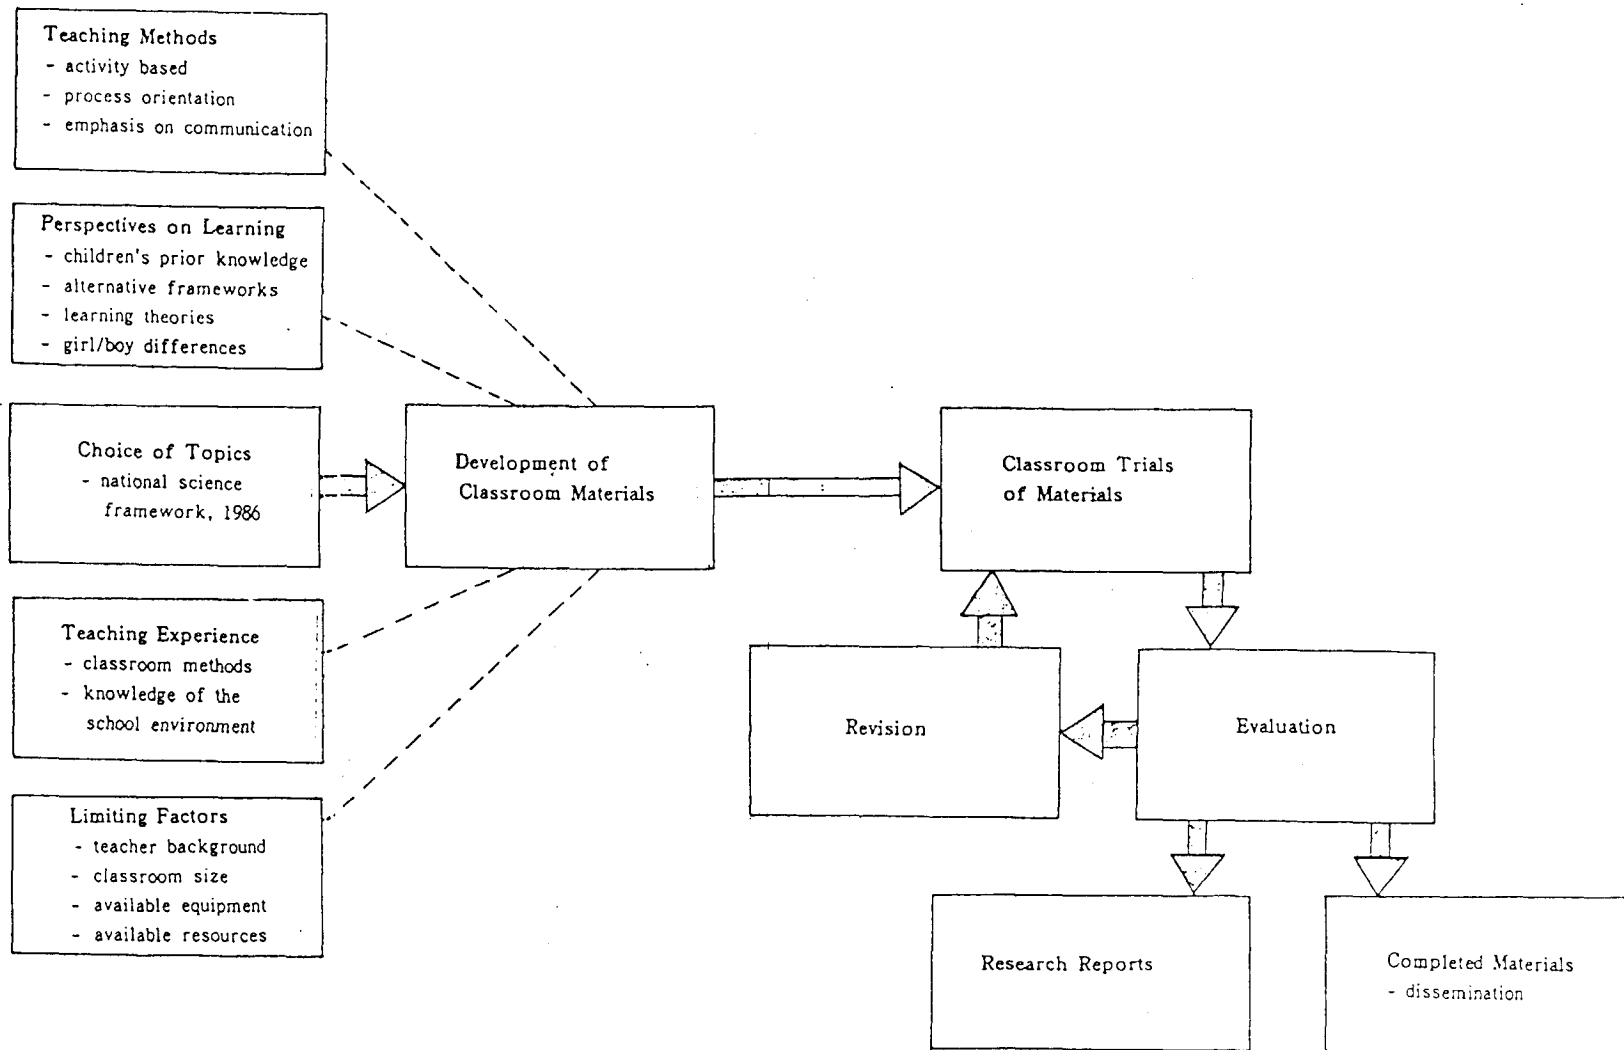 Teaching Methods
- activity based
- process orientation
- emphasis on communication
Perspectives on Learning
- children's prior knowledge
- alternative frameworks
- learning theories
- girl/boy differences
Choice of Topics
- national science
framework, 1986
Development of
Classroom Materials
Classroom Trials
of Materials
Teaching Experience
- classroom methods
- knowledge of the
school environment
Revision
Evaluation
Limiting Factors
- teacher background
- classroom size
- available equipment
- available resources
Research Reports
Completed Materials
- dissemination